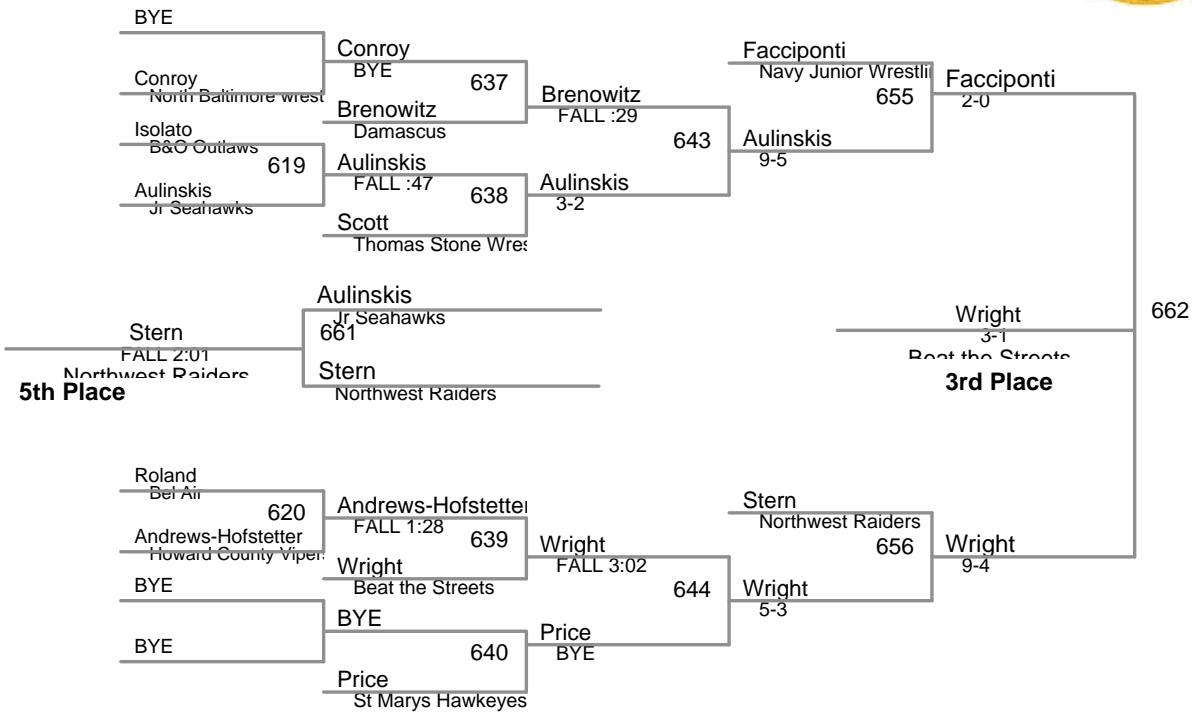 BYE
Conroy
North Baltimore wrest
Isolato
B&O Outlaws
619
Aulinskis
Jr Seahawks
Conroy
BYE
637
Brenowitz
Damascus
Aulinskis
FALL :47
638
Scott
Thomas Stone Wres
Brenowitz
FALL :29
643
Aulinskis
3-2
Facciponti
Navy Junior Wrestli
655
Aulinskis
9-5
Facciponti
2-0
662
Aulinskis
Jr Seahawks
661
Stern
Northwest Raiders
Stern
FALL 2:01
Northwest Raiders
5th Place
Wright
3-1
Beat the Streets
3rd Place
Roland
Bel Air
620
Andrews-Hofstetter
Howard County Viper
BYE
BYE
Andrews-Hofstetter
FALL 1:28
639
Wright
Beat the Streets
BYE
640
Price
St Marys Hawkeyes
Wright
FALL 3:02
644
Price
BYE
Stern
Northwest Raiders
656
Wright
5-3
Wright
9-4